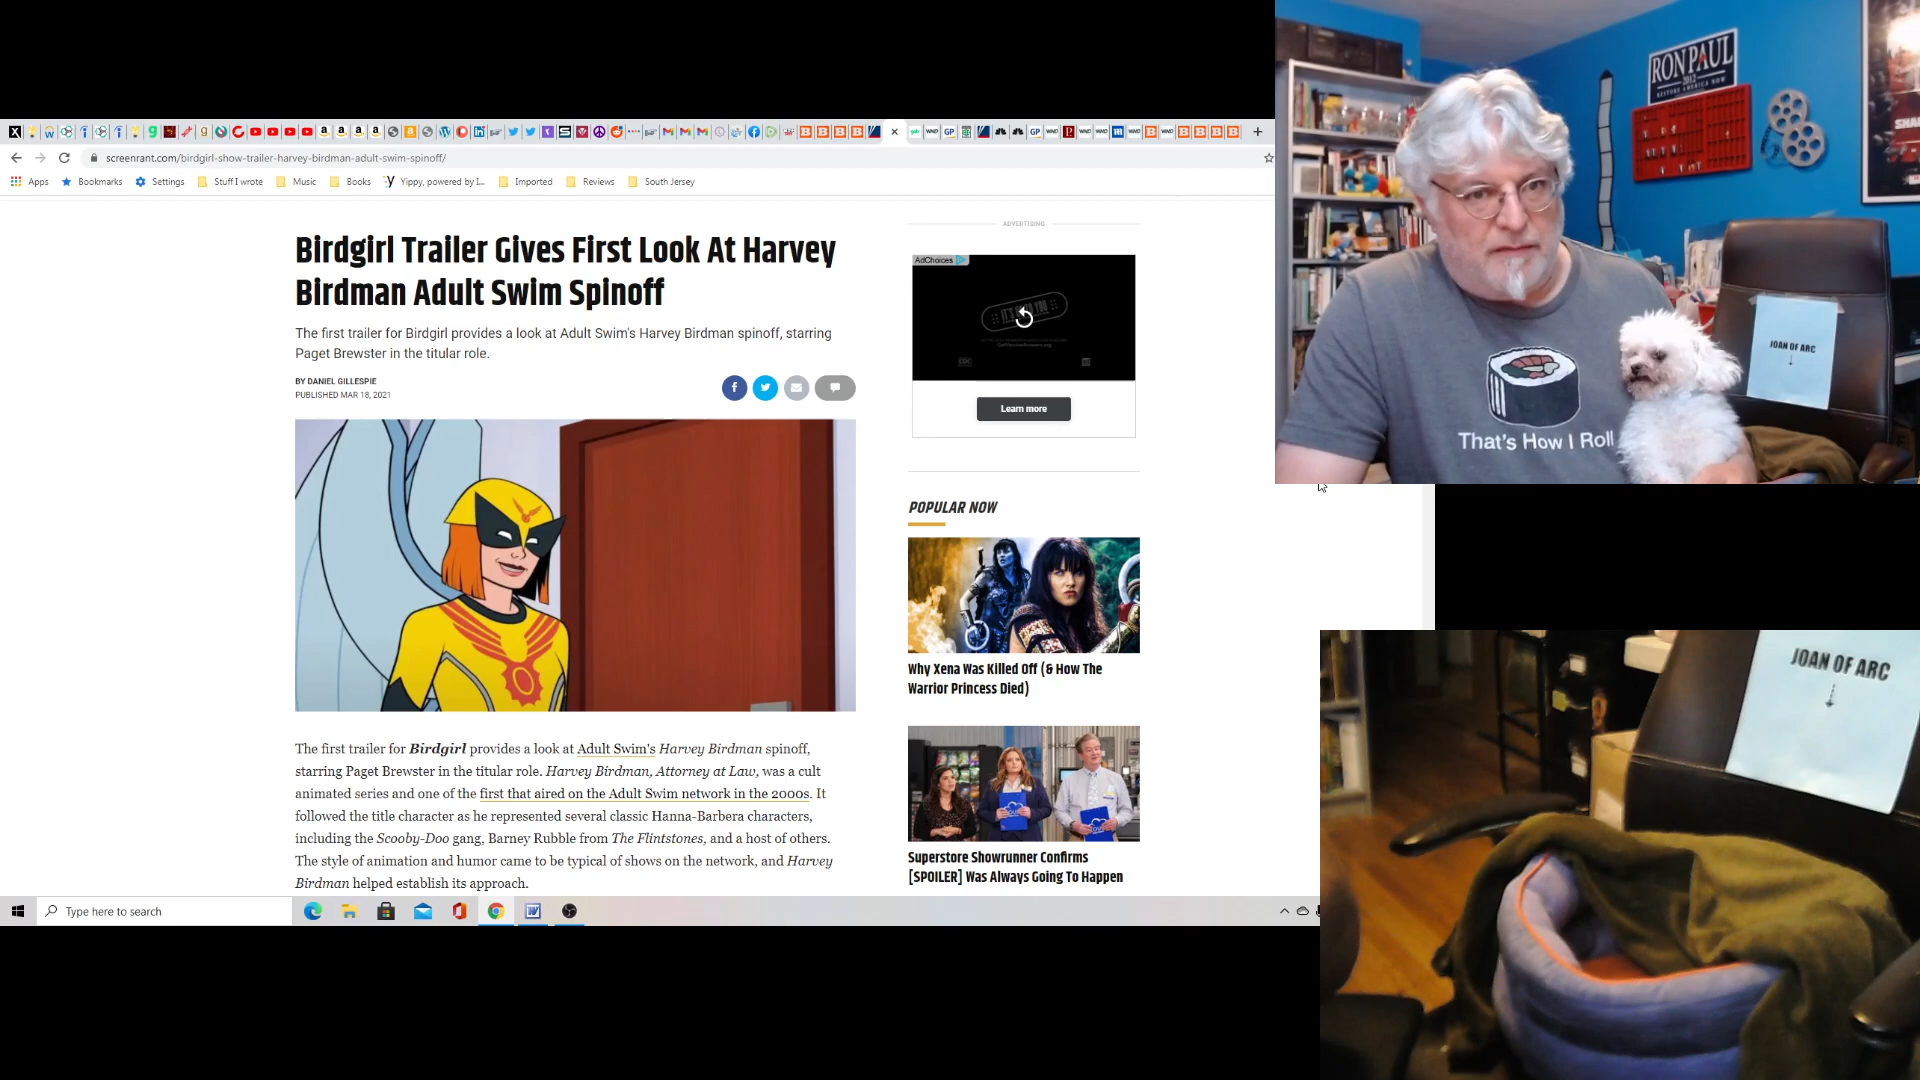 screenrant.com/birdgirl-show-trailer-harvey-birdman-adult-swim-spinoff/
Apps
Bookmarks
Settings
Stuff I wrote
Music
Books
Yippy, powered by I...
Imported
Reviews
South Jersey
Birdgirl Trailer Gives First Look At Harvey
Birdman Adult Swim Spinoff
The first trailer for Birdgirl provides a look at Adult Swim's Harvey Birdman spinoff, starring
Paget Brewster in the titular role.
BY DANIEL GILLESPIE
PUBLISHED MAR 18, 2021
The first trailer for Birdgirl provides a look at Adult Swim's Harvey Birdman spinoff,
starring Paget Brewster in the titular role. Harvey Birdman, Attorney at Law, was a cult
animated series and one of the first that aired on the Adult Swim network in the 2000s. It
followed the title character as he represented several classic Hanna-Barbera characters,
including the Scooby-Doo gang, Barney Rubble from The Flintstones, and a host of others.
The style of animation and humor came to be typical of shows on the network, and Harvey
Birdman helped establish its approach.
ADVERTISING
AdChoices
Learn more
POPULAR NOW
Why Xena Was Killed Off (& How The
Warrior Princess Died)
Superstore Showrunner Confirms
[SPOILER] Was Always Going To Happen
Type here to search
RON PAUL
2012
RESTORE AMERICA NOW
JOAN OF ARC
That's How I Roll
JOAN OF ARC